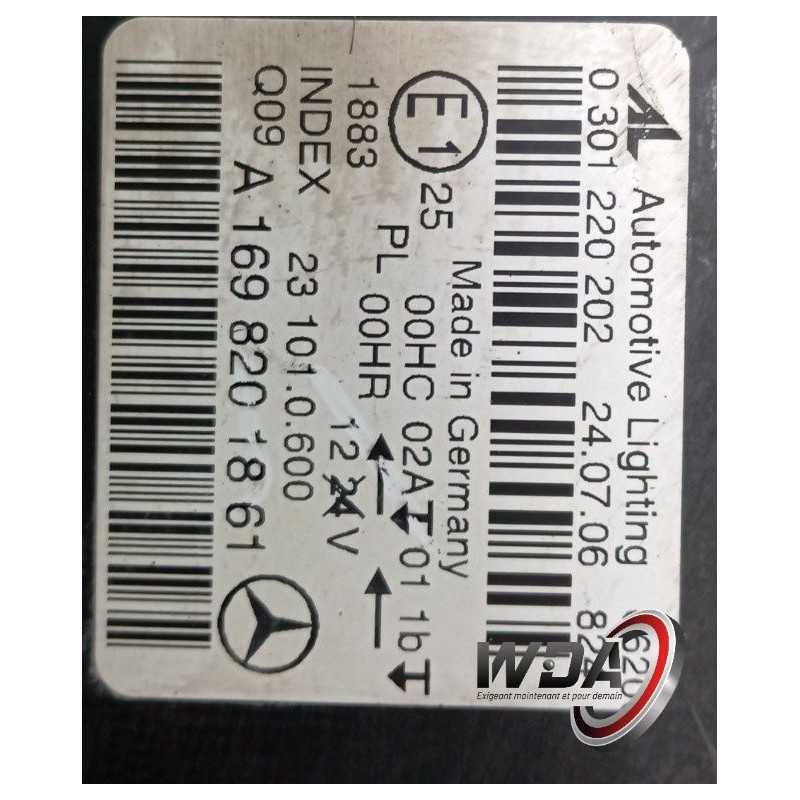 AL Automotive Lighting
0 301 220 202 24.07.06
Made in Germany
E1 25 00HC 02A 01 1b
PL 00HR
1883 12 24 V
INDEX 23 101.0.600
Q09 A 169 820 18 61
WDA
Exigeant maintenant et pour demain